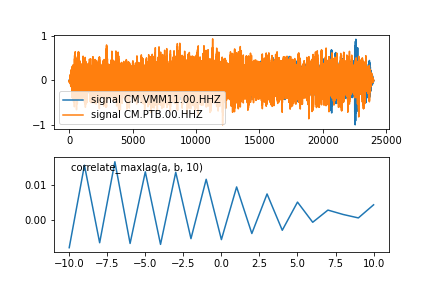 1
0
−1
signal CM.VMM11.00.HHZ
signal CM.PTB.00.HHZ
0 5000 10000 15000 20000 25000
correlate_maxlag(a, b, 10)
0.01
0.00
−10.0 −7.5 −5.0 −2.5 0.0 2.5 5.0 7.5 10.0